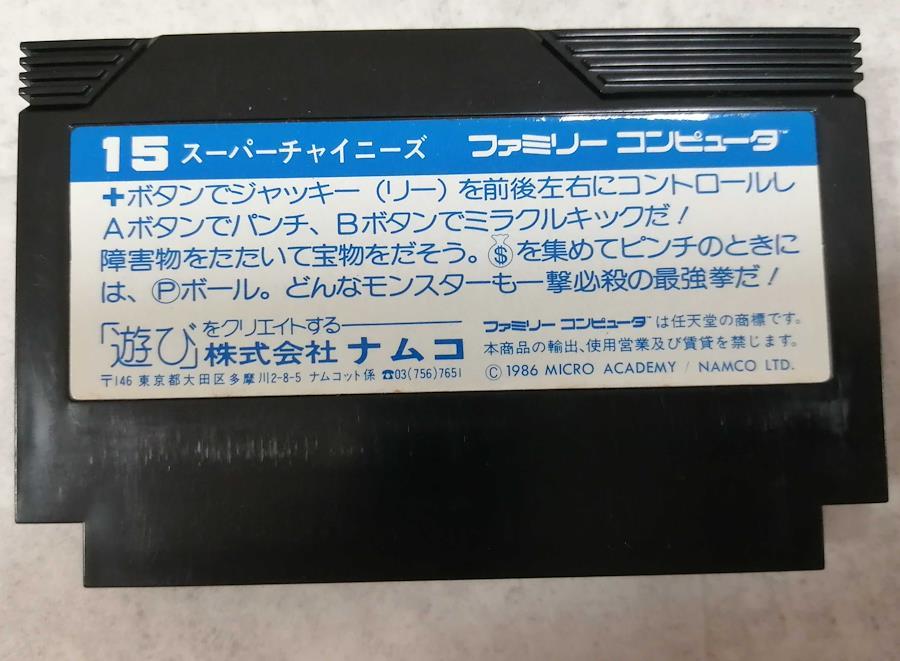 15 スーパーチャイニーズ ファミリー コンピュータ™
+ボタンでジャッキー(リー)を前後左右にコントロールし
Aボタンでパンチ、Bボタンでミラクルキックだ!
障害物をたたいて宝物をだそう。$を集めてピンチのときに
は、Ⓟボール。どんなモンスターも一撃必殺の最強拳だ!
「遊び」をクリエイトする
株式会社 ナムコ
〒146 東京都大田区多摩川2-8-5 ナムコット係 ☎03(756)7651
ファミリー コンピュータ™は任天堂の商標です。
本商品の輸出、使用営業及び賃貸を禁じます。
© 1986 MICRO ACADEMY / NAMCO LTD.